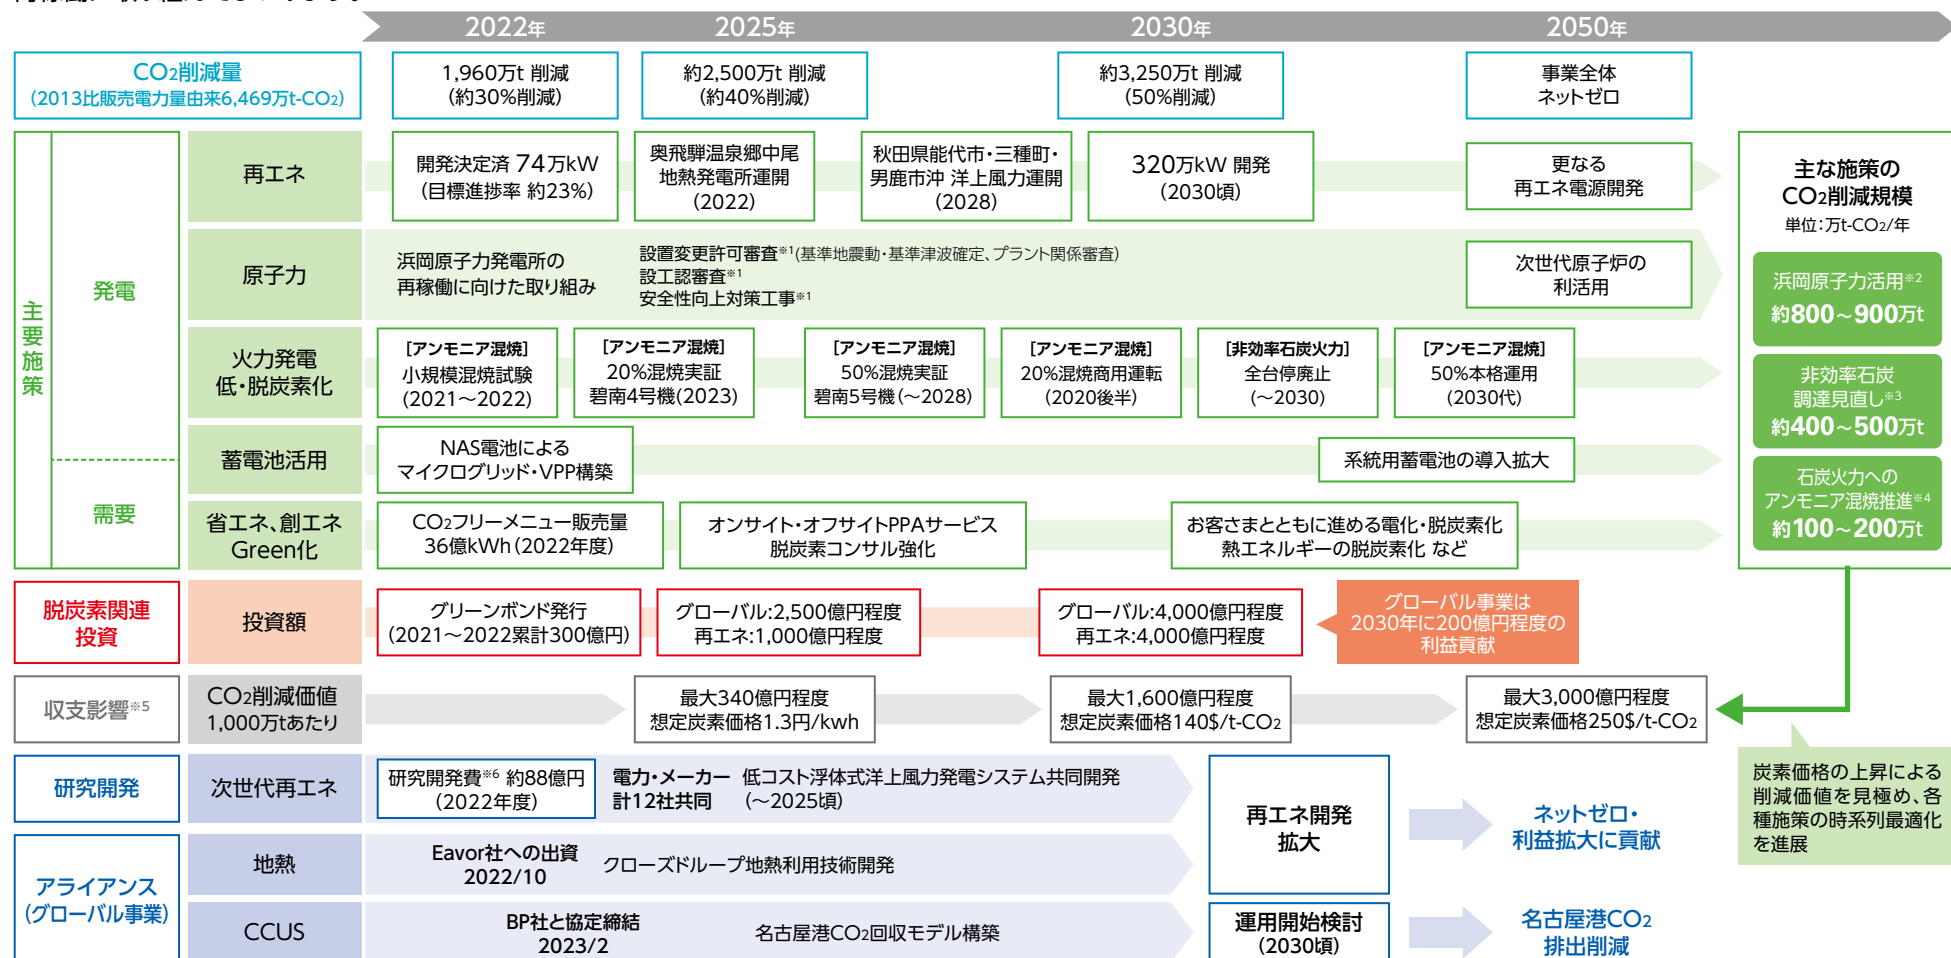 2022年
2025年
2030年
2050年
CO2削減量
(2013比販売電力量由来6,469万t-CO2)
1,960万t 削減
(約30%削減)
約2,500万t 削減
(約40%削減)
約3,250万t 削減
(50%削減)
事業全体
ネットゼロ
主要施策
発電
需要
再エネ
開発決定済 74万kW
(目標進捗率 約23%)
奥飛騨温泉郷中尾
地熱発電所運開
(2022)
秋田県能代市・三種町・
男鹿市沖 洋上風力運開
(2028)
320万kW 開発
(2030頃)
更なる
再エネ電源開発
原子力
浜岡原子力発電所の
再稼働に向けた取り組み
設置変更許可審査※1(基準地震動・基準津波確定、プラント関係審査)
設工認審査※1
安全性向上対策工事※1
次世代原子炉の
利活用
火力発電
低・脱炭素化
[アンモニア混焼]
小規模混焼試験
(2021～2022)
[アンモニア混焼]
20%混焼実証
碧南4号機(2023)
[アンモニア混焼]
50%混焼実証
碧南5号機(～2028)
[アンモニア混焼]
20%混焼商用運転
(2020後半)
[非効率石炭火力]
全台停廃止
(～2030)
[アンモニア混焼]
50%本格運用
(2030代)
蓄電池活用
NAS電池による
マイクログリッド・VPP構築
系統用蓄電池の導入拡大
省エネ、創エネ
Green化
CO2フリーメニュー販売量
36億kWh(2022年度)
オンサイト・オフサイトPPAサービス
脱炭素コンサル強化
お客さまとともに進める電化・脱炭素化
熱エネルギーの脱炭素化 など
主な施策の
CO2削減規模
単位:万t-CO2/年
浜岡原子力活用※2
約800～900万t
非効率石炭
調達見直し※3
約400～500万t
石炭火力への
アンモニア混焼推進※4
約100～200万t
脱炭素関連
投資
投資額
グリーンボンド発行
(2021～2022累計300億円)
グローバル:2,500億円程度
再エネ:1,000億円程度
グローバル:4,000億円程度
再エネ:4,000億円程度
グローバル事業は
2030年に200億円程度の
利益貢献
収支影響※5
CO2削減価値
1,000万tあたり
最大340億円程度
想定炭素価格1.3円/kwh
最大1,600億円程度
想定炭素価格140$/t-CO2
最大3,000億円程度
想定炭素価格250$/t-CO2
炭素価格の上昇による
削減価値を見極め、各
種施策の時系列最適化
を進展
研究開発
次世代再エネ
研究開発費※6 約88億円
(2022年度)
電力・メーカー
計12社共同
低コスト浮体式洋上風力発電システム共同開発
(～2025頃)
再エネ開発
拡大
ネットゼロ・
利益拡大に貢献
アライアンス
(グローバル事業)
地熱
Eavor社への出資
2022/10
クローズドループ地熱利用技術開発
CCUS
BP社と協定締結
2023/2
名古屋港CO2回収モデル構築
運用開始検討
(2030頃)
名古屋港CO2
排出削減